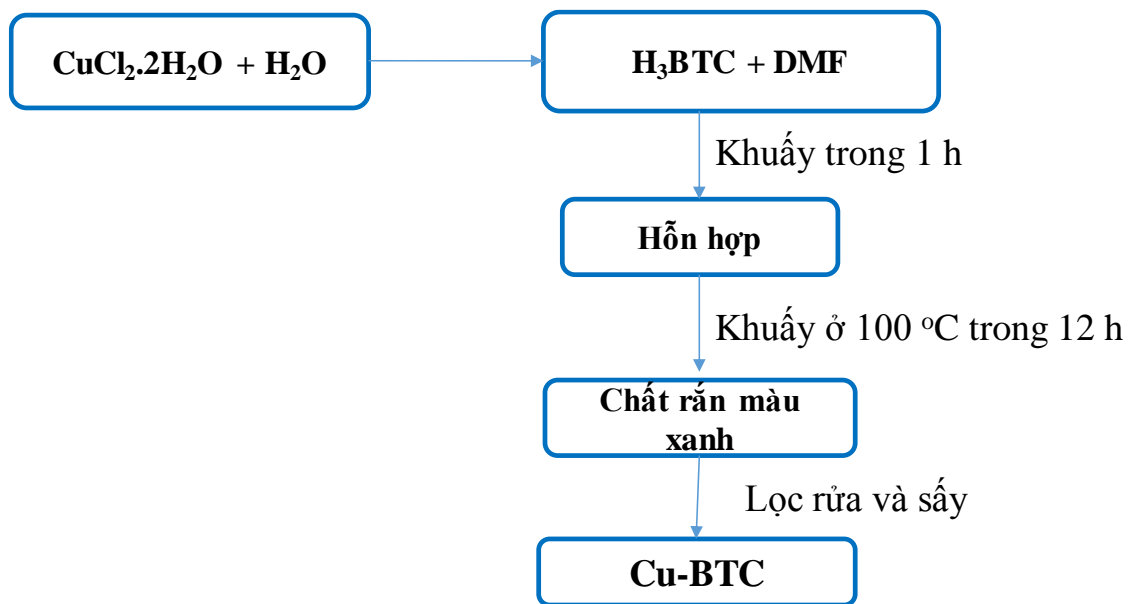 CuCl₂.2H₂O + H₂O
H₃BTC + DMF
Khuấy trong 1 h
Hỗn hợp
Khuấy ở 100 ᵒC trong 12 h
Chất rắn màu
xanh
Lọc rửa và sấy
Cu-BTC